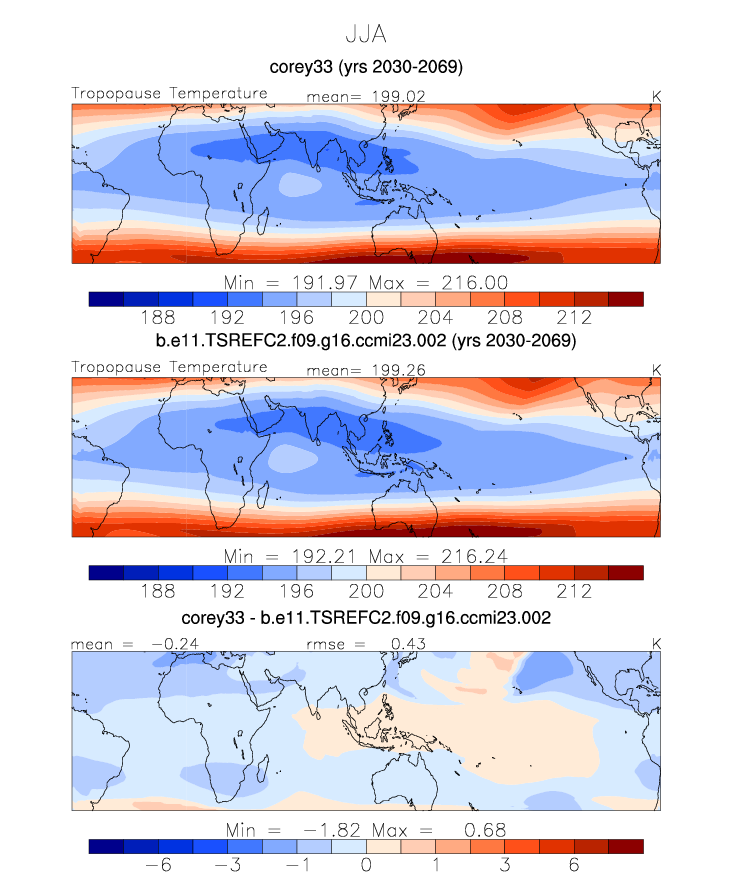 JJA
corey33 (yrs 2030-2069)
Tropopause Temperature mean= 199.02 K
Min = 191.97 Max = 216.00
188 192 196 200 204 208 212
b.e11.TSREFC2.f09.g16.ccmi23.002 (yrs 2030-2069)
Tropopause Temperature mean= 199.26 K
Min = 192.21 Max = 216.24
188 192 196 200 204 208 212
corey33 - b.e11.TSREFC2.f09.g16.ccmi23.002
mean = -0.24 rmse = 0.43 K
Min = -1.82 Max = 0.68
-6 -3 -1 0 1 3 6